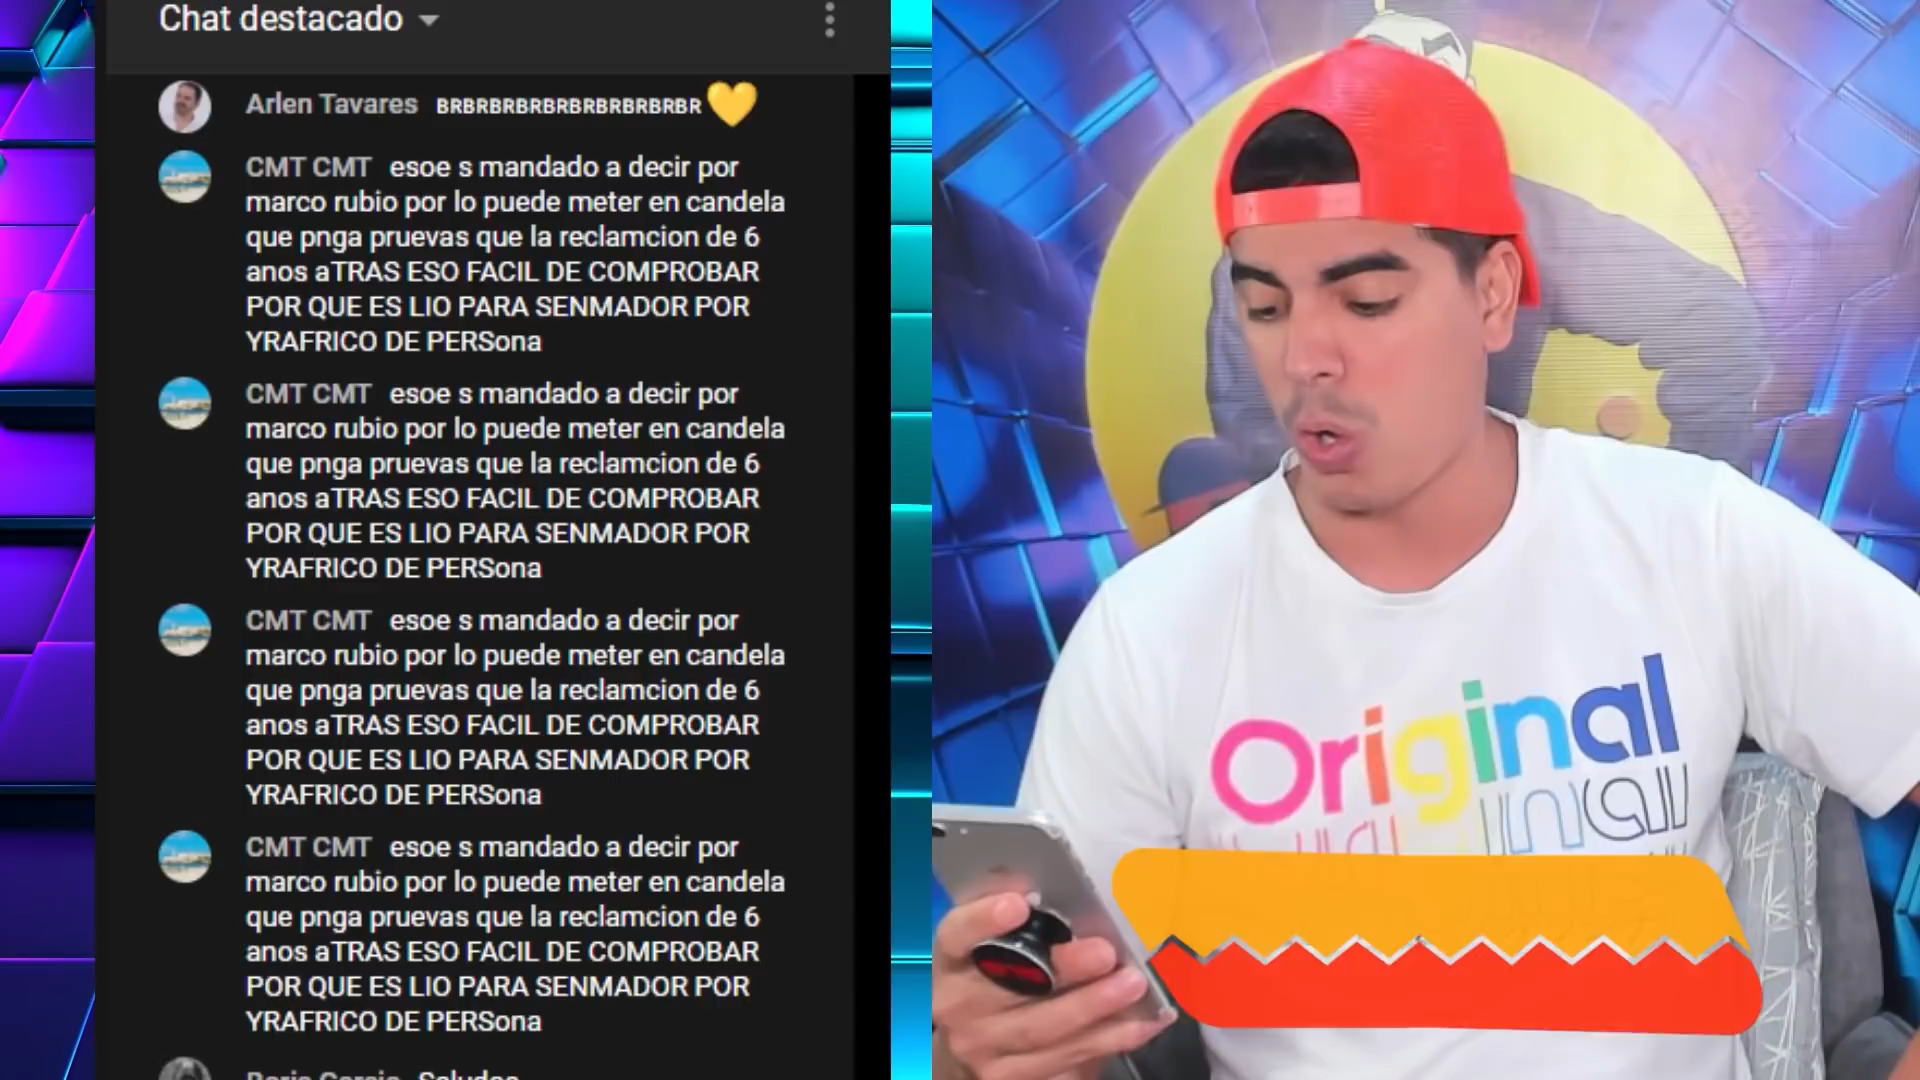 Chat destacado
Arlen Tavares BRBRBRBRBRBRBRBRBRBR
CMT CMT esoe s mandado a decir por
marco rubio por lo puede meter en candela
que pnga pruevas que la reclamcion de 6
anos aTRAS ESO FACIL DE COMPROBAR
POR QUE ES LIO PARA SENMADOR POR
YRAFRICO DE PERSona
CMT CMT esoe s mandado a decir por
marco rubio por lo puede meter en candela
que pnga pruevas que la reclamcion de 6
anos aTRAS ESO FACIL DE COMPROBAR
POR QUE ES LIO PARA SENMADOR POR
YRAFRICO DE PERSona
CMT CMT esoe s mandado a decir por
marco rubio por lo puede meter en candela
que pnga pruevas que la reclamcion de 6
anos aTRAS ESO FACIL DE COMPROBAR
POR QUE ES LIO PARA SENMADOR POR
YRAFRICO DE PERSona
CMT CMT esoe s mandado a decir por
marco rubio por lo puede meter en candela
que pnga pruevas que la reclamcion de 6
anos aTRAS ESO FACIL DE COMPROBAR
POR QUE ES LIO PARA SENMADOR POR
YRAFRICO DE PERSona
Saludos
Original